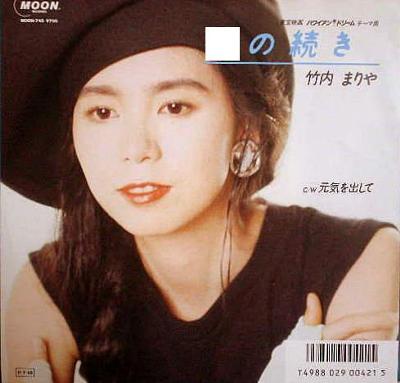 MOON.
RECORDS
MOON-745 ¥700
東宝映画 ハワイアン・ドリーム テーマ曲
の続き
竹内 まりや
C/W 元気を出して
T4988 029 00421 5